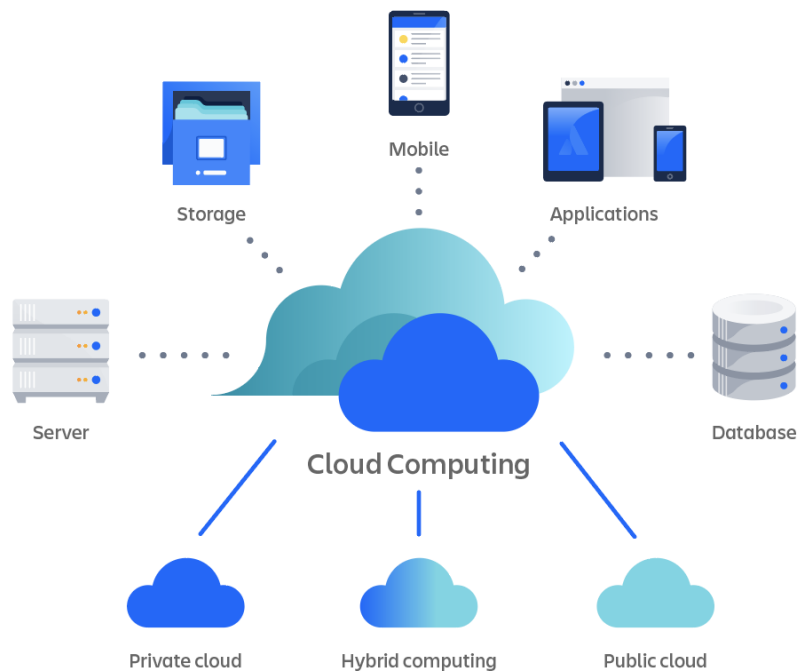 Mobile
Storage
Applications
Server
Database
Cloud Computing
Private cloud
Hybrid computing
Public cloud